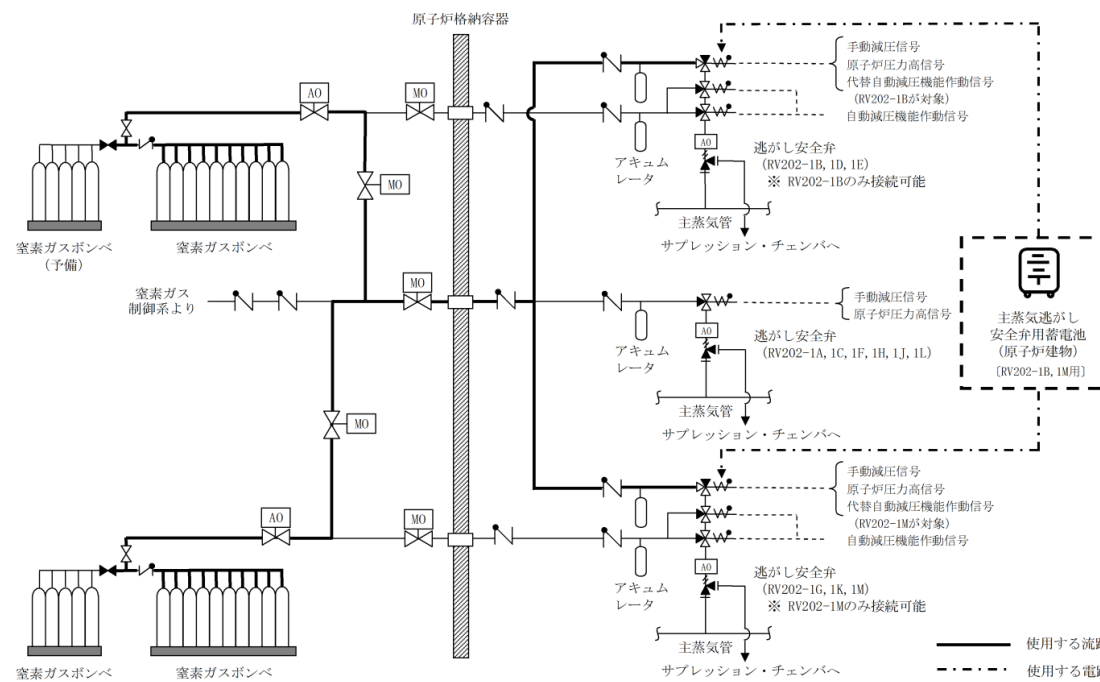 原子炉格納容器
AO
MO
MO
窒素ガスボンベ
(予備)
窒素ガスボンベ
手動減圧信号
原子炉圧力高信号
代替自動減圧機能作動信号
(RV202-1Bが対象)
自動減圧機能作動信号
アキュム
レータ
AO
逃がし安全弁
(RV202-1B, 1D, 1E)
※ RV202-1Bのみ接続可能
主蒸気管
サプレッション・チェンバへ
窒素ガス
制御系より
MO
手動減圧信号
原子炉圧力高信号
アキュム
レータ
AO
逃がし安全弁
(RV202-1A, 1C, 1F, 1H, 1J, 1L)
主蒸気管
サプレッション・チェンバへ
主蒸気逃がし
安全弁用蓄電池
(原子炉建物)
〔RV202-1B, 1M用〕
MO
AO
MO
窒素ガスボンベ
窒素ガスボンベ
手動減圧信号
原子炉圧力高信号
代替自動減圧機能作動信号
(RV202-1Mが対象)
自動減圧機能作動信号
アキュム
レータ
AO
逃がし安全弁
(RV202-1G, 1K, 1M)
※ RV202-1Mのみ接続可能
主蒸気管
サプレッション・チェンバへ
使用する流路
使用する電路